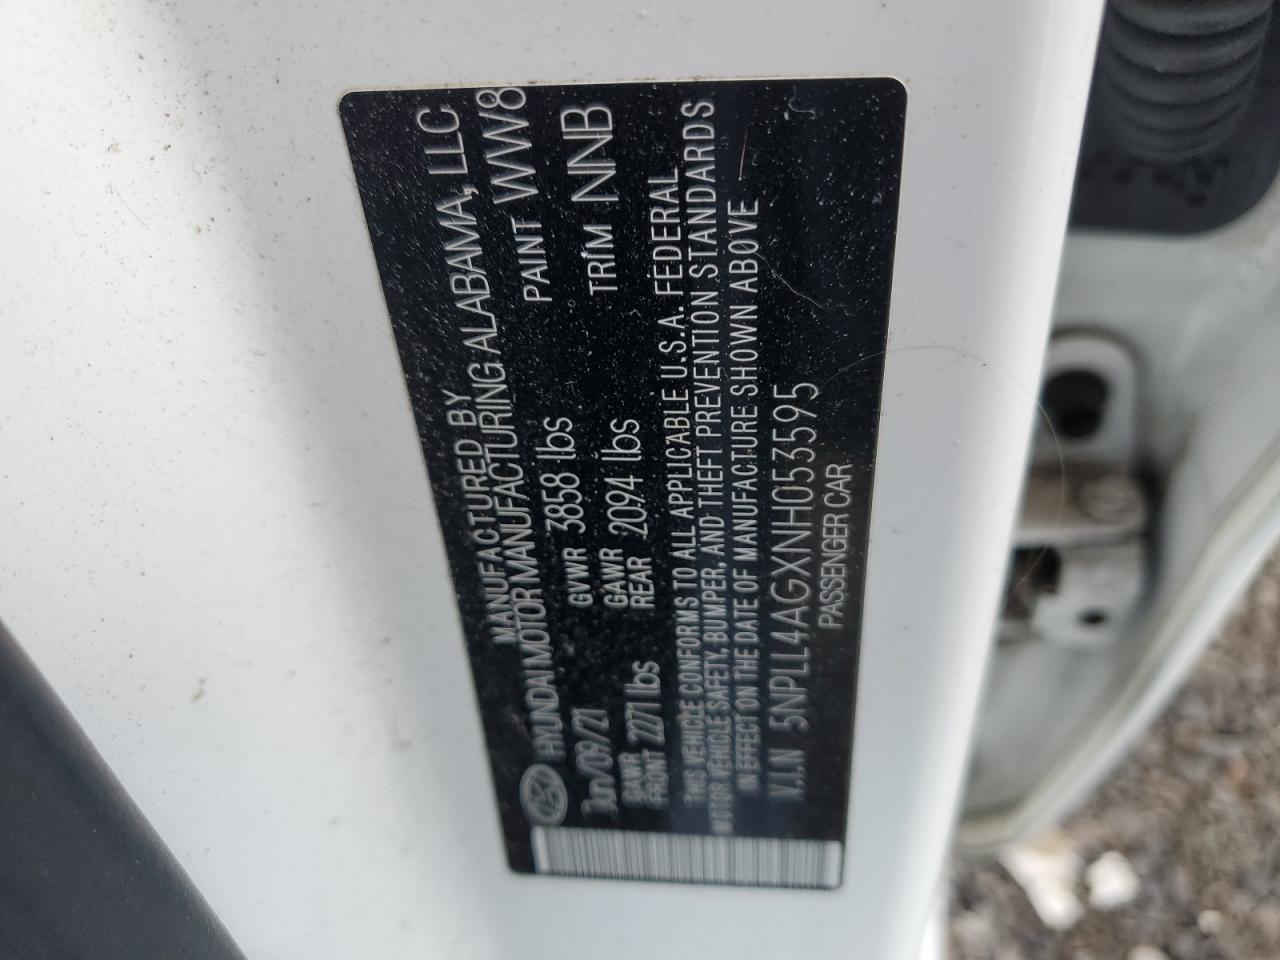 MANUFACTURED BY
HYUNDAI MOTOR MANUFACTURING ALABAMA, LLC
Jun/09/21 GVWR 3858 lbs PAINT WW8
GAWR FRONT 2271 lbs GAWR REAR 2094 lbs TRIM NNB
THIS VEHICLE CONFORMS TO ALL APPLICABLE U.S.A. FEDERAL
MOTOR VEHICLE SAFETY, BUMPER, AND THEFT PREVENTION STANDARDS
IN EFFECT ON THE DATE OF MANUFACTURE SHOWN ABOVE
V.I.N 5NPLL4AGXNH053595
PASSENGER CAR